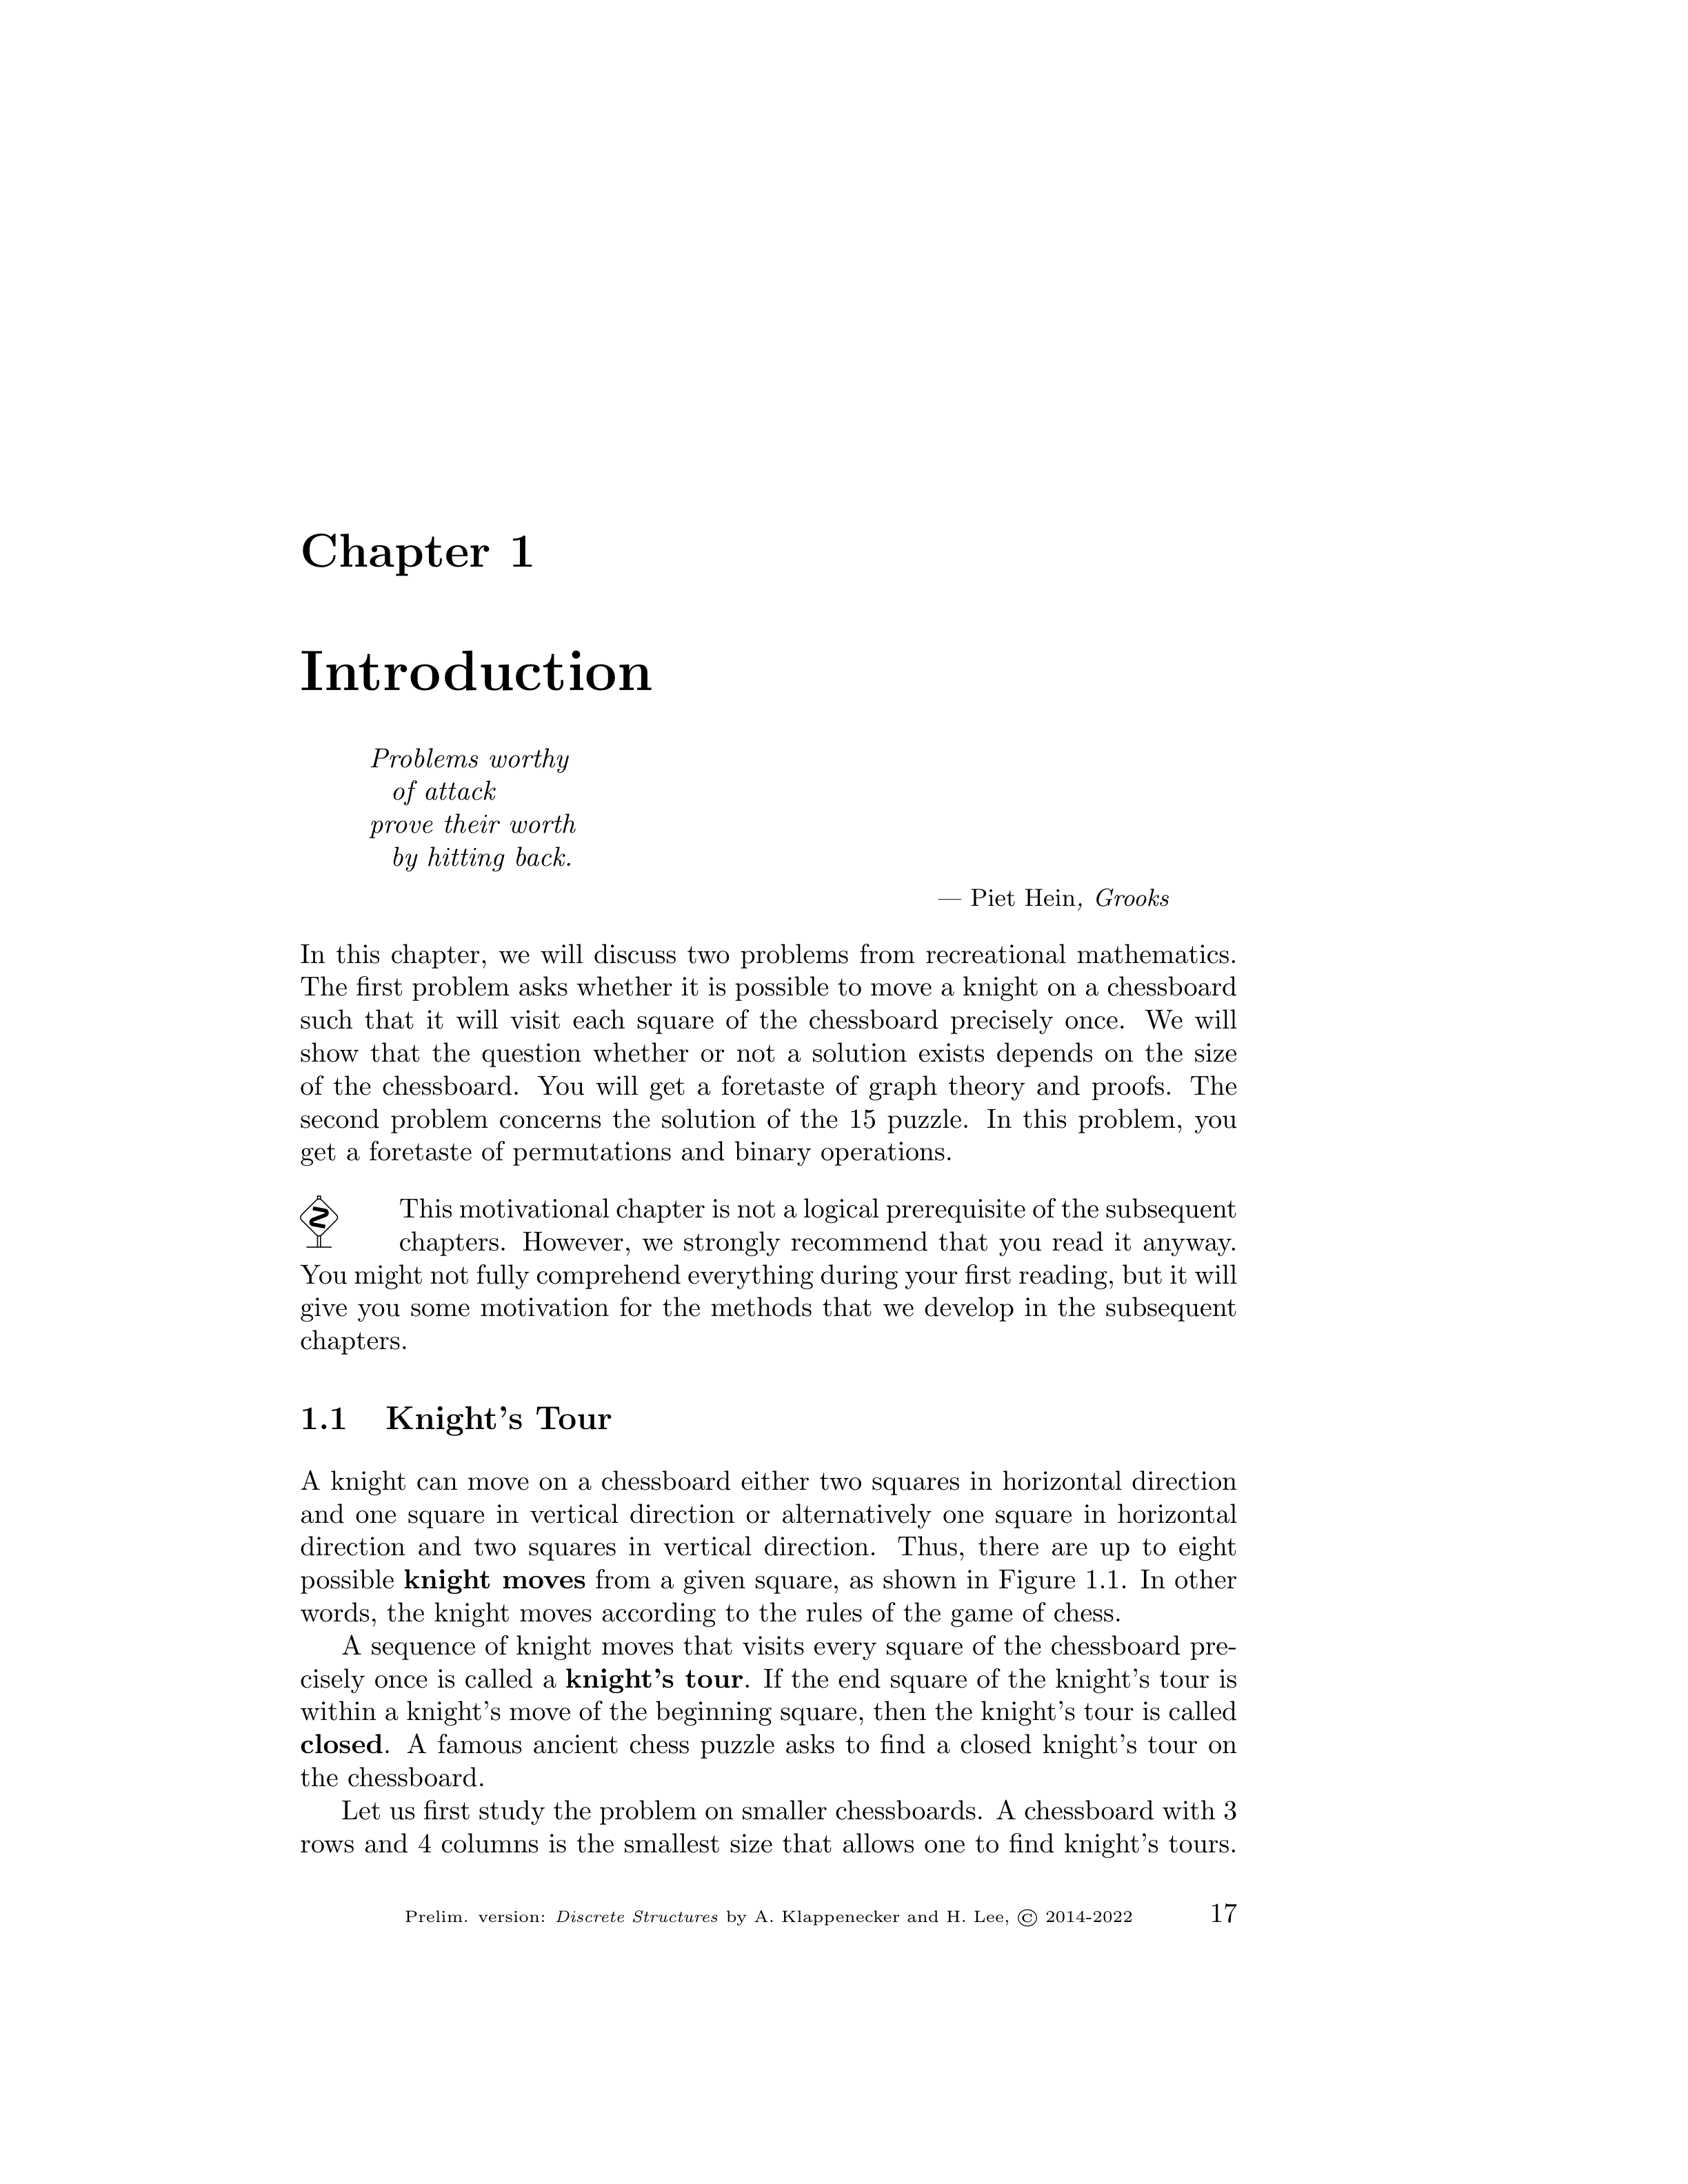 Chapter 1
Introduction
Problems worthy
of attack
prove their worth
by hitting back.
— Piet Hein, Grooks
In this chapter, we will discuss two problems from recreational mathematics.
The first problem asks whether it is possible to move a knight on a chessboard
such that it will visit each square of the chessboard precisely once. We will
show that the question whether or not a solution exists depends on the size
of the chessboard. You will get a foretaste of graph theory and proofs. The
second problem concerns the solution of the 15 puzzle. In this problem, you
get a foretaste of permutations and binary operations.
This motivational chapter is not a logical prerequisite of the subsequent
chapters. However, we strongly recommend that you read it anyway.
You might not fully comprehend everything during your first reading, but it will
give you some motivation for the methods that we develop in the subsequent
chapters.
1.1 Knight's Tour
A knight can move on a chessboard either two squares in horizontal direction
and one square in vertical direction or alternatively one square in horizontal
direction and two squares in vertical direction. Thus, there are up to eight
possible knight moves from a given square, as shown in Figure 1.1. In other
words, the knight moves according to the rules of the game of chess.
A sequence of knight moves that visits every square of the chessboard pre-
cisely once is called a knight's tour. If the end square of the knight's tour is
within a knight's move of the beginning square, then the knight's tour is called
closed. A famous ancient chess puzzle asks to find a closed knight's tour on
the chessboard.
Let us first study the problem on smaller chessboards. A chessboard with 3
rows and 4 columns is the smallest size that allows one to find knight's tours.
Prelim. version: Discrete Structures by A. Klappenecker and H. Lee, © 2014-2022 17